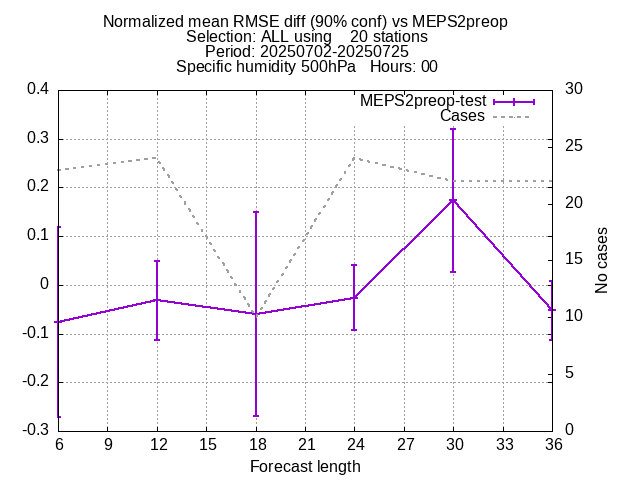 Normalized mean RMSE diff (90% conf) vs MEPS2preop
Selection: ALL using    20 stations
Period: 20250702-20250725
Specific humidity 500hPa   Hours: 00
MEPS2preop-test
Cases
0.4
0.3
0.2
0.1
0
-0.1
-0.2
-0.3
30
25
20
15
10
5
0
No cases
6 9 12 15 18 21 24 27 30 33 36
Forecast length